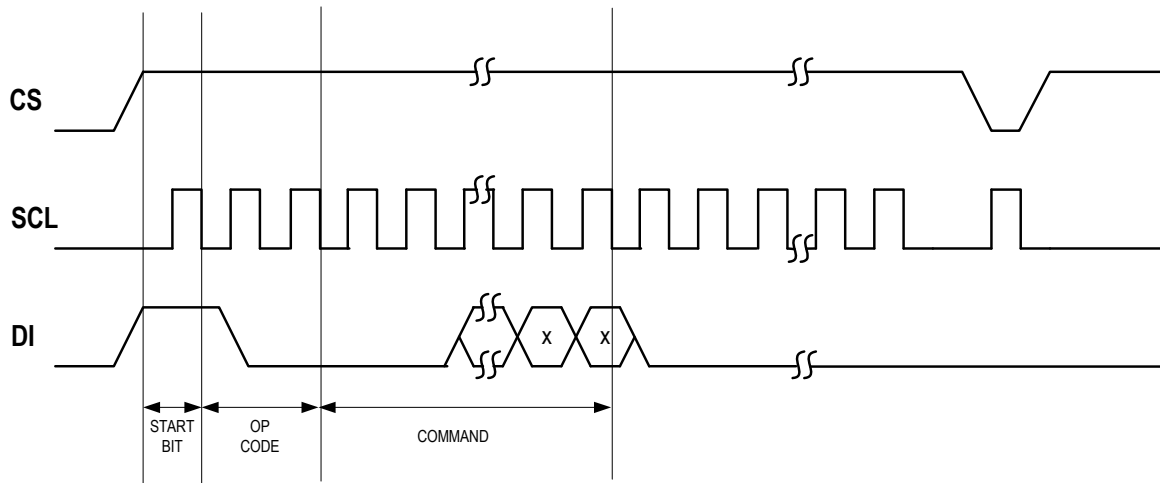 CS
SCL
DI
X X
START
BIT
OP
CODE
COMMAND